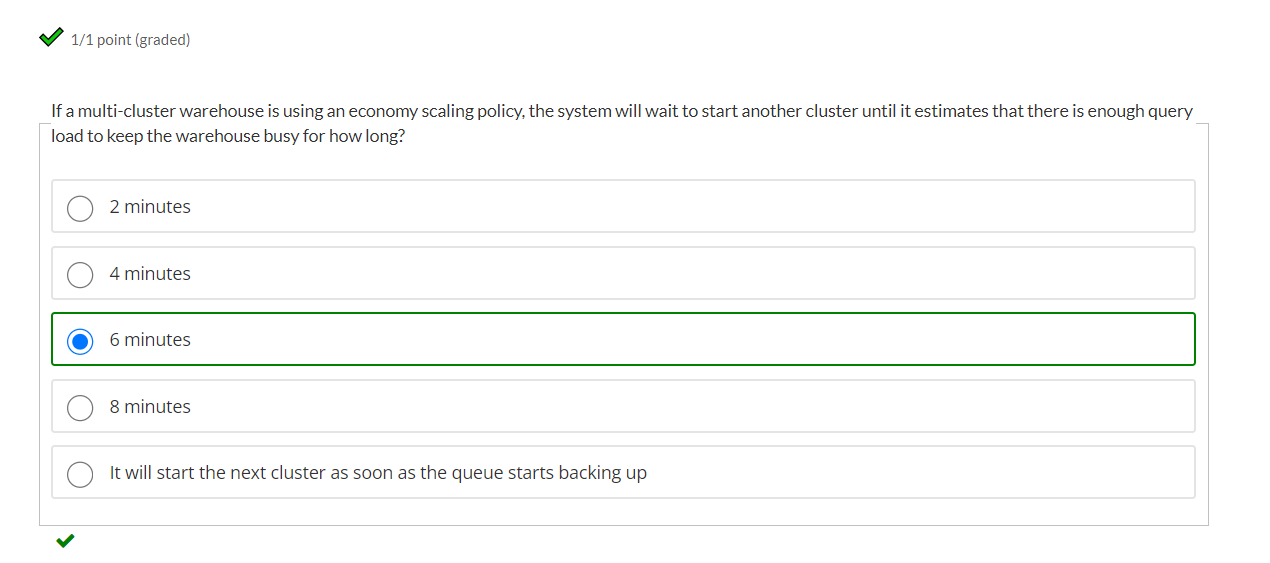 1/1 point (graded)
If a multi-cluster warehouse is using an economy scaling policy, the system will wait to start another cluster until it estimates that there is enough query
load to keep the warehouse busy for how long?
2 minutes
4 minutes
6 minutes
8 minutes
It will start the next cluster as soon as the queue starts backing up